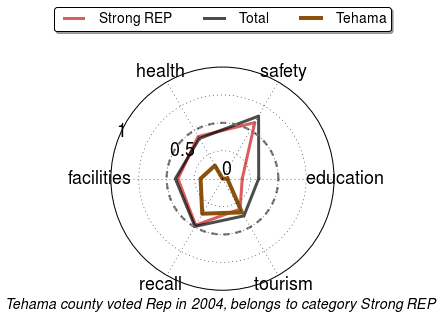 Strong REP Total Tehama
health safety
1
0.5
0
facilities education
recall tourism
Tehama county voted Rep in 2004, belongs to category Strong REP